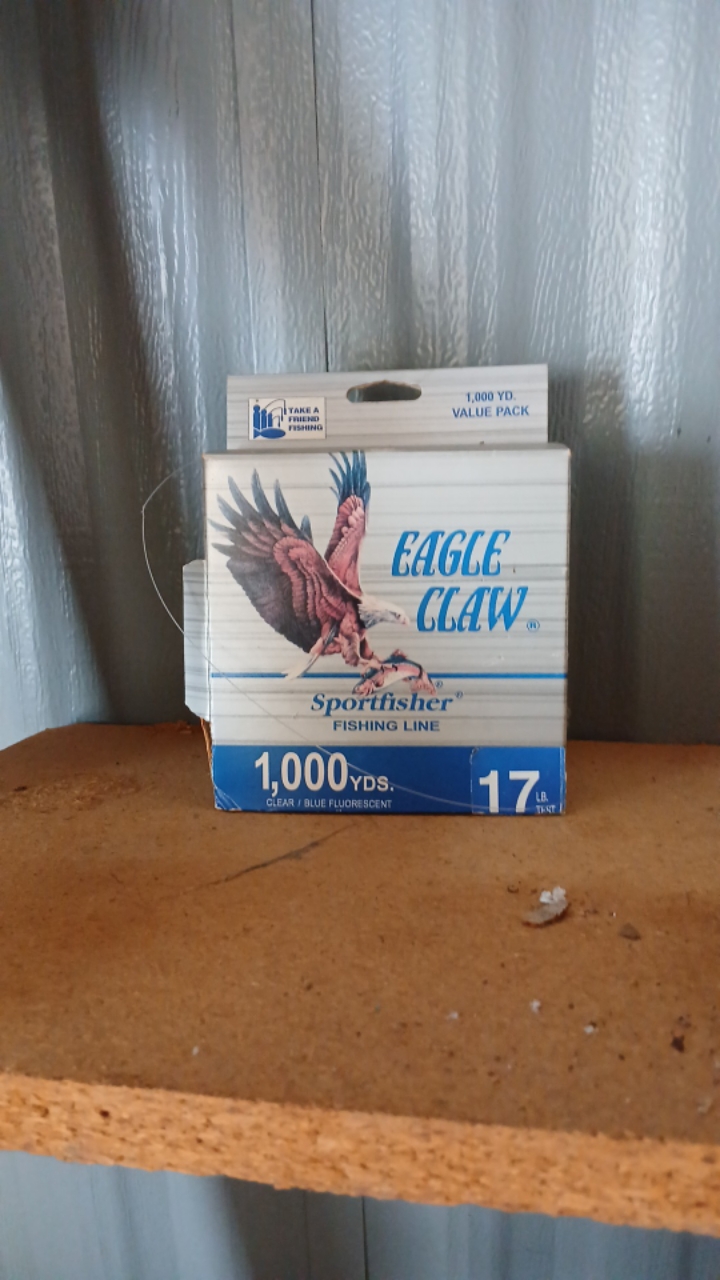 TAKE A
FRIEND
FISHING
1,000 YD.
VALUE PACK
EAGLE
CLAW®
Sportfisher®
FISHING LINE
1,000 YDS.
CLEAR / BLUE FLUORESCENT
17 LB.
TEST